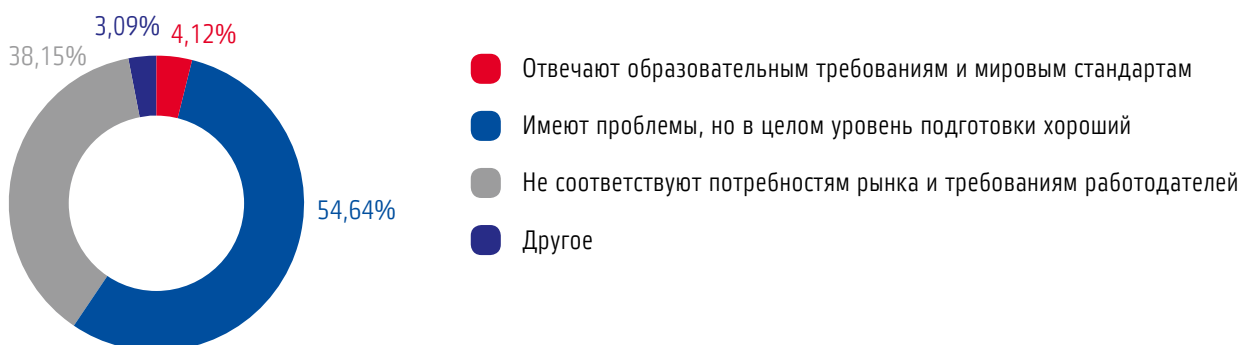 3,09%
4,12%
38,15%
54,64%
Отвечают образовательным требованиям и мировым стандартам
Имеют проблемы, но в целом уровень подготовки хороший
Не соответствуют потребностям рынка и требованиям работодателей
Другое